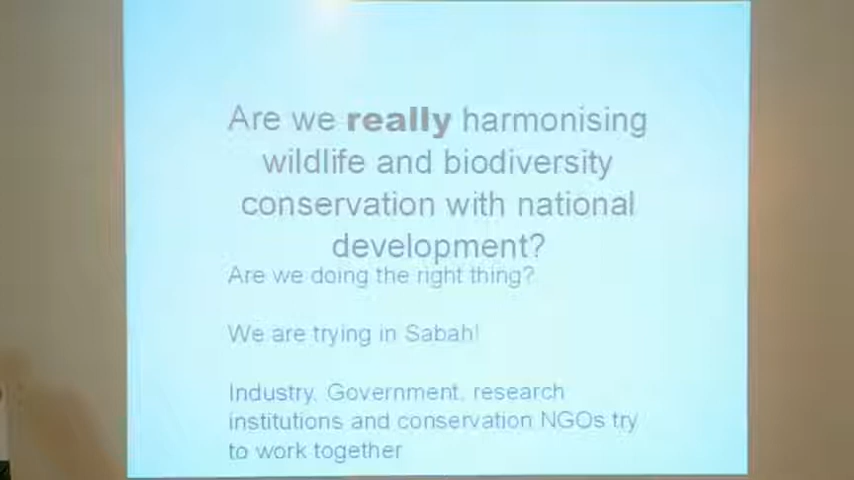 Are we really harmonising
wildlife and biodiversity
conservation with national
development?
Are we doing the right thing?
We are trying in Sabah!
Industry, Government, research
institutions and conservation NGOs try
to work together